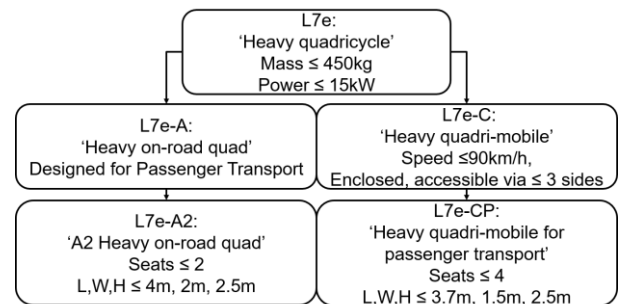 L7e:
‘Heavy quadricycle’
Mass ≤ 450kg
Power ≤ 15kW
L7e-A:
‘Heavy on-road quad’
Designed for Passenger Transport
L7e-C:
‘Heavy quadri-mobile’
Speed ≤90km/h,
Enclosed, accessible via ≤ 3 sides
L7e-A2:
‘A2 Heavy on-road quad’
Seats ≤ 2
L,W,H ≤ 4m, 2m, 2.5m
L7e-CP:
‘Heavy quadri-mobile for
passenger transport’
Seats ≤ 4
L,W,H ≤ 3.7m, 1.5m, 2.5m